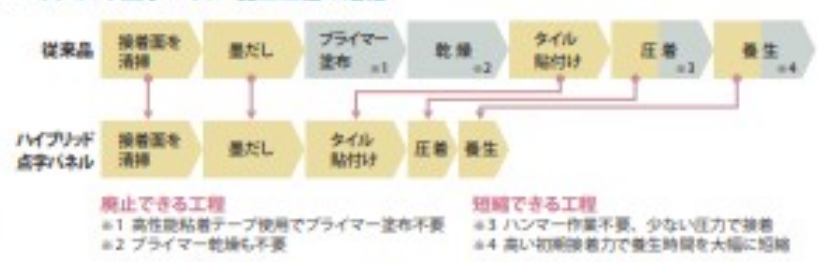 従来品
接着面を
清掃
墨だし
プライマー
塗布 ※1
乾燥 ※2
タイル
貼付け
圧着 ※3
養生 ※4
ハイブリッド
点字パネル
接着面を
清掃
墨だし
タイル
貼付け
圧着
養生
廃止できる工程
※1 高性能粘着テープ使用でプライマー塗布不要
※2 プライマー乾燥も不要
短縮できる工程
※3 ハンマー作業不要、少ない圧力で接着
※4 高い初期接着力で養生時間を大幅に短縮